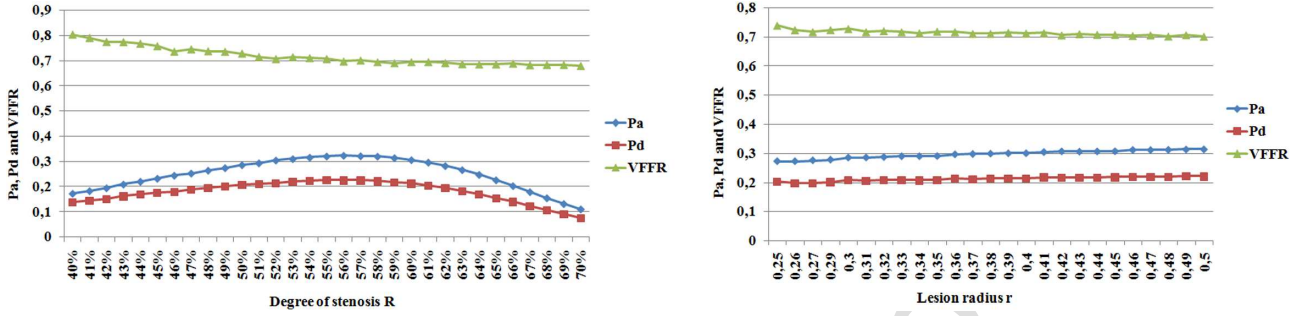 Pa, Pd and VFFR
0,9
0,8
0,7
0,6
0,5
0,4
0,3
0,2
0,1
0
40% 41% 42% 43% 44% 45% 46% 47% 48% 49% 50% 51% 52% 53% 54% 55% 56% 57% 58% 59% 60% 61% 62% 63% 64% 65% 66% 67% 68% 69% 70%
Degree of stenosis R
Pa
Pd
VFFR
Pa, Pd and VFFR
0,8
0,7
0,6
0,5
0,4
0,3
0,2
0,1
0
0,25 0,26 0,27 0,29 0,3 0,31 0,32 0,33 0,34 0,35 0,36 0,37 0,38 0,39 0,4 0,41 0,42 0,43 0,44 0,45 0,46 0,47 0,48 0,49 0,5
Lesion radius r
Pa
Pd
VFFR